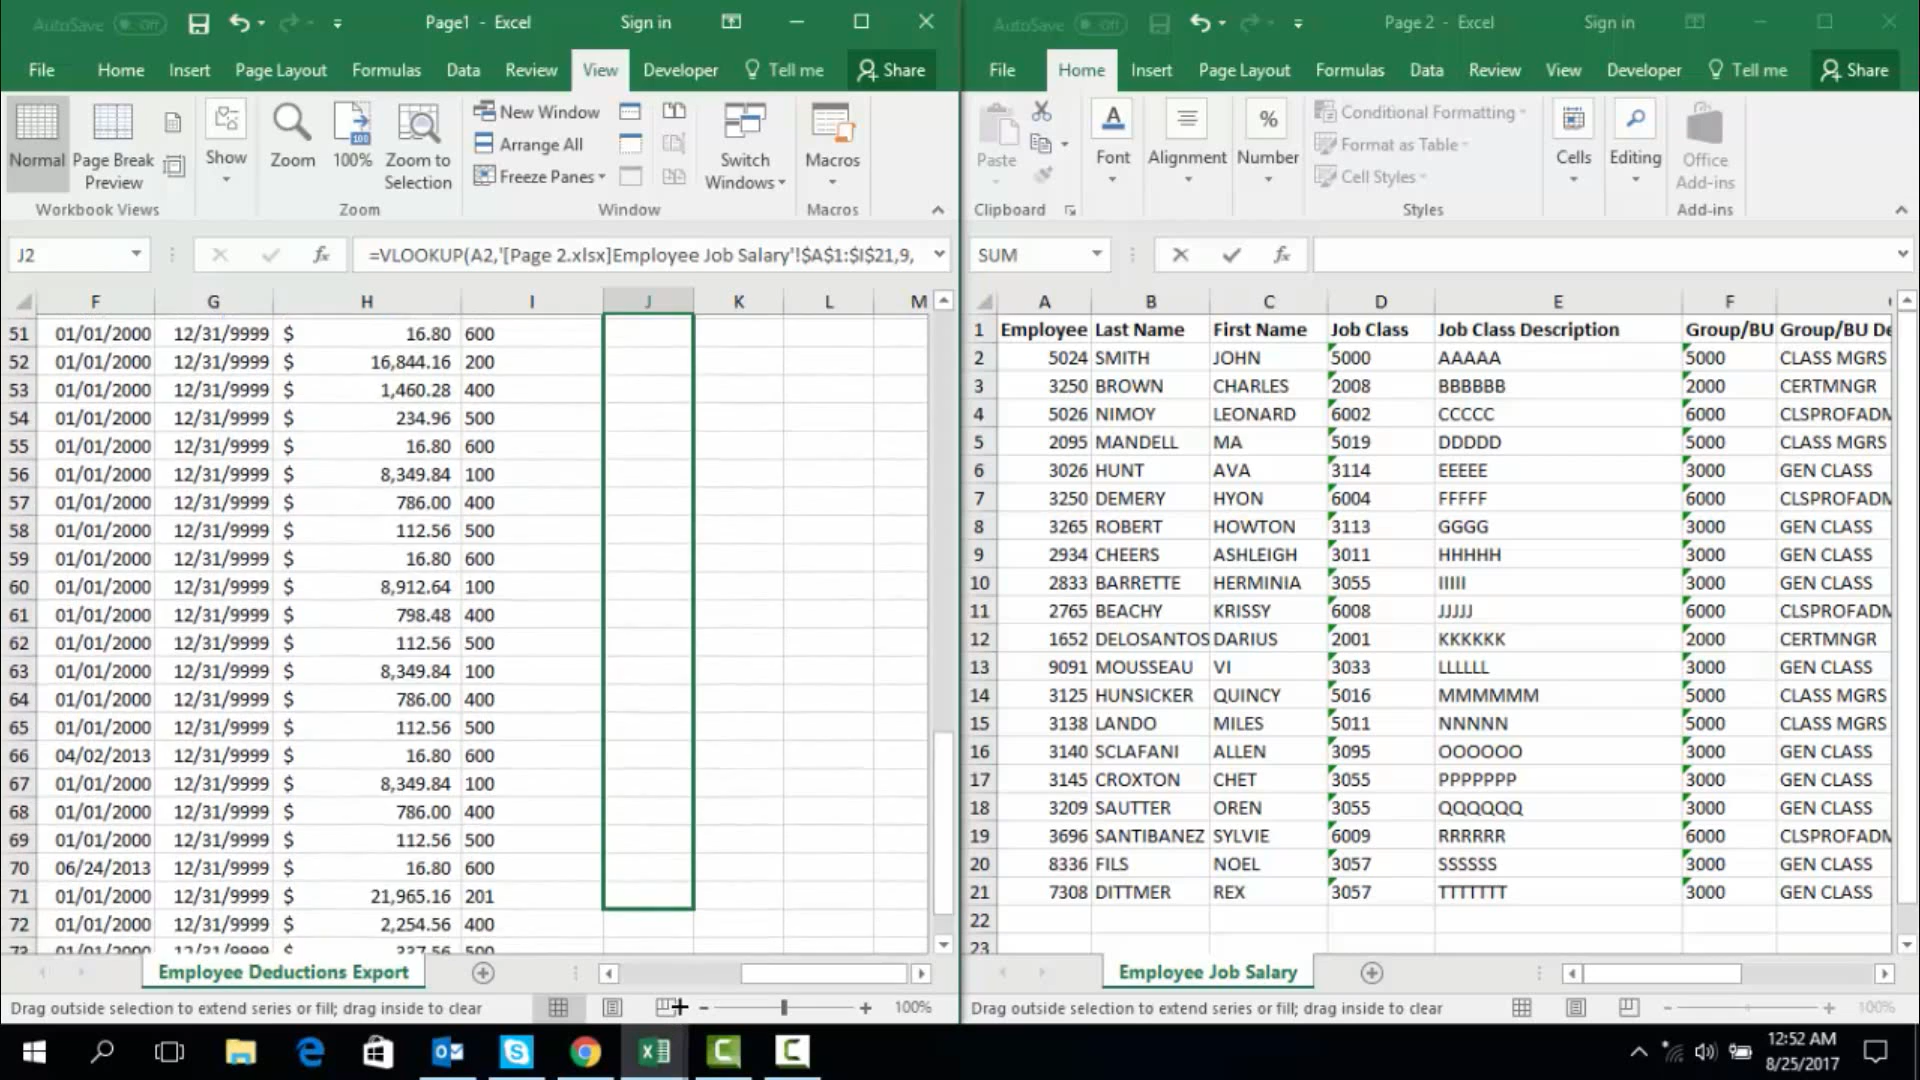 AutoSave Off Page1 - Excel Sign in
File Home Insert Page Layout Formulas Data Review View Developer Tell me Share
Normal Page Break Preview Show Zoom 100% Zoom to Selection New Window Arrange All Freeze Panes Switch Windows Macros
Workbook Views Zoom Window Macros
J2 fx =VLOOKUP(A2,'[Page 2.xlsx]Employee Job Salary'!$A$1:$I$21,9,
F G H I J K L M
51 01/01/2000 12/31/9999 $ 16.80 600
52 01/01/2000 12/31/9999 $ 16,844.16 200
53 01/01/2000 12/31/9999 $ 1,460.28 400
54 01/01/2000 12/31/9999 $ 234.96 500
55 01/01/2000 12/31/9999 $ 16.80 600
56 01/01/2000 12/31/9999 $ 8,349.84 100
57 01/01/2000 12/31/9999 $ 786.00 400
58 01/01/2000 12/31/9999 $ 112.56 500
59 01/01/2000 12/31/9999 $ 16.80 600
60 01/01/2000 12/31/9999 $ 8,912.64 100
61 01/01/2000 12/31/9999 $ 798.48 400
62 01/01/2000 12/31/9999 $ 112.56 500
63 01/01/2000 12/31/9999 $ 8,349.84 100
64 01/01/2000 12/31/9999 $ 786.00 400
65 01/01/2000 12/31/9999 $ 112.56 500
66 04/02/2013 12/31/9999 $ 16.80 600
67 01/01/2000 12/31/9999 $ 8,349.84 100
68 01/01/2000 12/31/9999 $ 786.00 400
69 01/01/2000 12/31/9999 $ 112.56 500
70 06/24/2013 12/31/9999 $ 16.80 600
71 01/01/2000 12/31/9999 $ 21,965.16 201
72 01/01/2000 12/31/9999 $ 2,254.56 400
73 01/01/2000 12/31/9999 $ 337.56 500
Employee Deductions Export
Drag outside selection to extend series or fill; drag inside to clear 100%
AutoSave Off Page 2 - Excel Sign in
File Home Insert Page Layout Formulas Data Review View Developer Tell me Share
Paste Font Alignment Number Conditional Formatting Format as Table Cell Styles Cells Editing Office Add-ins
Clipboard Styles Add-ins
SUM fx
A B C D E F
1 Employee Last Name First Name Job Class Job Class Description Group/BU Group/BU De
2 5024 SMITH JOHN 5000 AAAAA 5000 CLASS MGRS
3 3250 BROWN CHARLES 2008 BBBBBB 2000 CERTMNGR
4 5026 NIMOY LEONARD 6002 CCCCC 6000 CLSPROFADM
5 2095 MANDELL MA 5019 DDDDD 5000 CLASS MGRS
6 3026 HUNT AVA 3114 EEEEE 3000 GEN CLASS
7 3250 DEMERY HYON 6004 FFFFF 6000 CLSPROFADM
8 3265 ROBERT HOWTON 3113 GGGG 3000 GEN CLASS
9 2934 CHEERS ASHLEIGH 3011 HHHHH 3000 GEN CLASS
10 2833 BARRETTE HERMINIA 3055 IIIII 3000 GEN CLASS
11 2765 BEACHY KRISSY 6008 JJJJJ 6000 CLSPROFADM
12 1652 DELOSANTOS DARIUS 2001 KKKKKK 2000 CERTMNGR
13 9091 MOUSSEAU VI 3033 LLLLLL 3000 GEN CLASS
14 3125 HUNSICKER QUINCY 5016 MMMMMM 5000 CLASS MGRS
15 3138 LANDO MILES 5011 NNNNN 5000 CLASS MGRS
16 3140 SCLAFANI ALLEN 3095 OOOOOO 3000 GEN CLASS
17 3145 CROXTON CHET 3055 PPPPPPP 3000 GEN CLASS
18 3209 SAUTTER OREN 3055 QQQQQQ 3000 GEN CLASS
19 3696 SANTIBANEZ SYLVIE 6009 RRRRRR 6000 CLSPROFADM
20 8336 FILS NOEL 3057 SSSSSS 3000 GEN CLASS
21 7308 DITTMER REX 3057 TTTTTTT 3000 GEN CLASS
22
23
Employee Job Salary
Drag outside selection to extend series or fill; drag inside to clear 100%
12:52 AM
8/25/2017